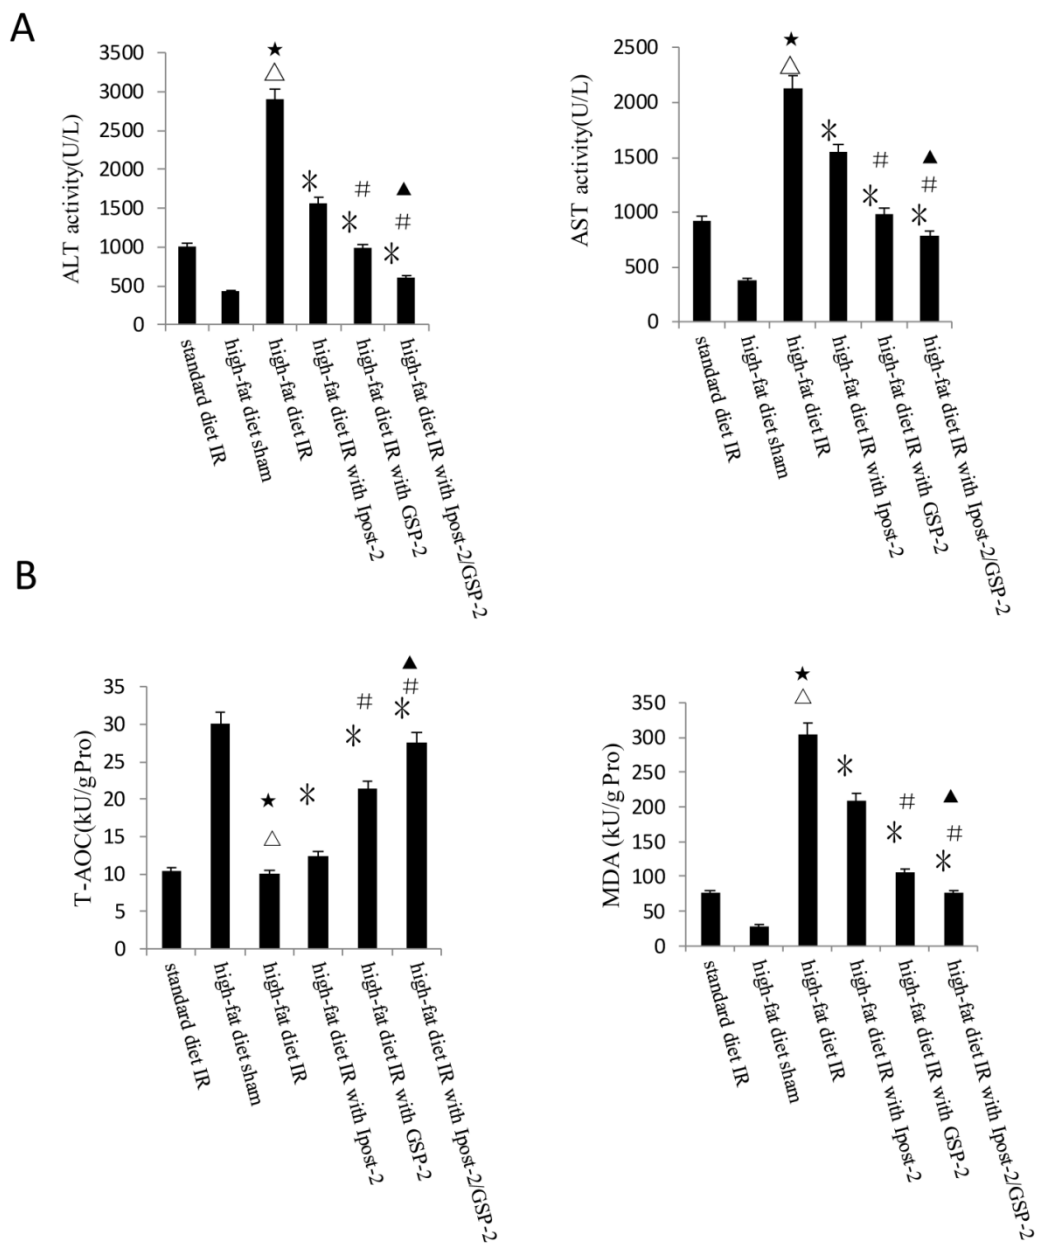 A
ALT activity(U/L)
3500
3000
2500
2000
1500
1000
500
0
★
△
*
*
#
▲
#
*
standard diet IR
high-fat diet sham
high-fat diet IR
high-fat diet IR with Ipost-2
high-fat diet IR with GSP-2
high-fat diet IR with Ipost-2/GSP-2
AST activity(U/L)
2500
2000
1500
1000
500
0
★
△
*
#
*
▲
#
*
standard diet IR
high-fat diet sham
high-fat diet IR
high-fat diet IR with Ipost-2
high-fat diet IR with GSP-2
high-fat diet IR with Ipost-2/GSP-2
B
T-AOC(kU/g Pro)
35
30
25
20
15
10
5
0
★
△
*
#
*
▲
#
*
standard diet IR
high-fat diet sham
high-fat diet IR
high-fat diet IR with Ipost-2
high-fat diet IR with GSP-2
high-fat diet IR with Ipost-2/GSP-2
MDA (kU/g Pro)
350
300
250
200
150
100
50
0
★
△
*
#
*
▲
#
*
standard diet IR
high-fat diet sham
high-fat diet IR
high-fat diet IR with Ipost-2
high-fat diet IR with GSP-2
high-fat diet IR with Ipost-2/GSP-2